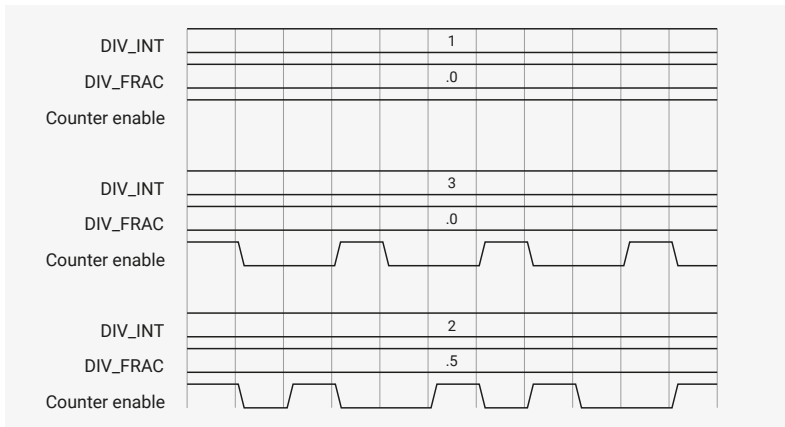 DIV_INT 1
DIV_FRAC .0
Counter enable
DIV_INT 3
DIV_FRAC .0
Counter enable
DIV_INT 2
DIV_FRAC .5
Counter enable